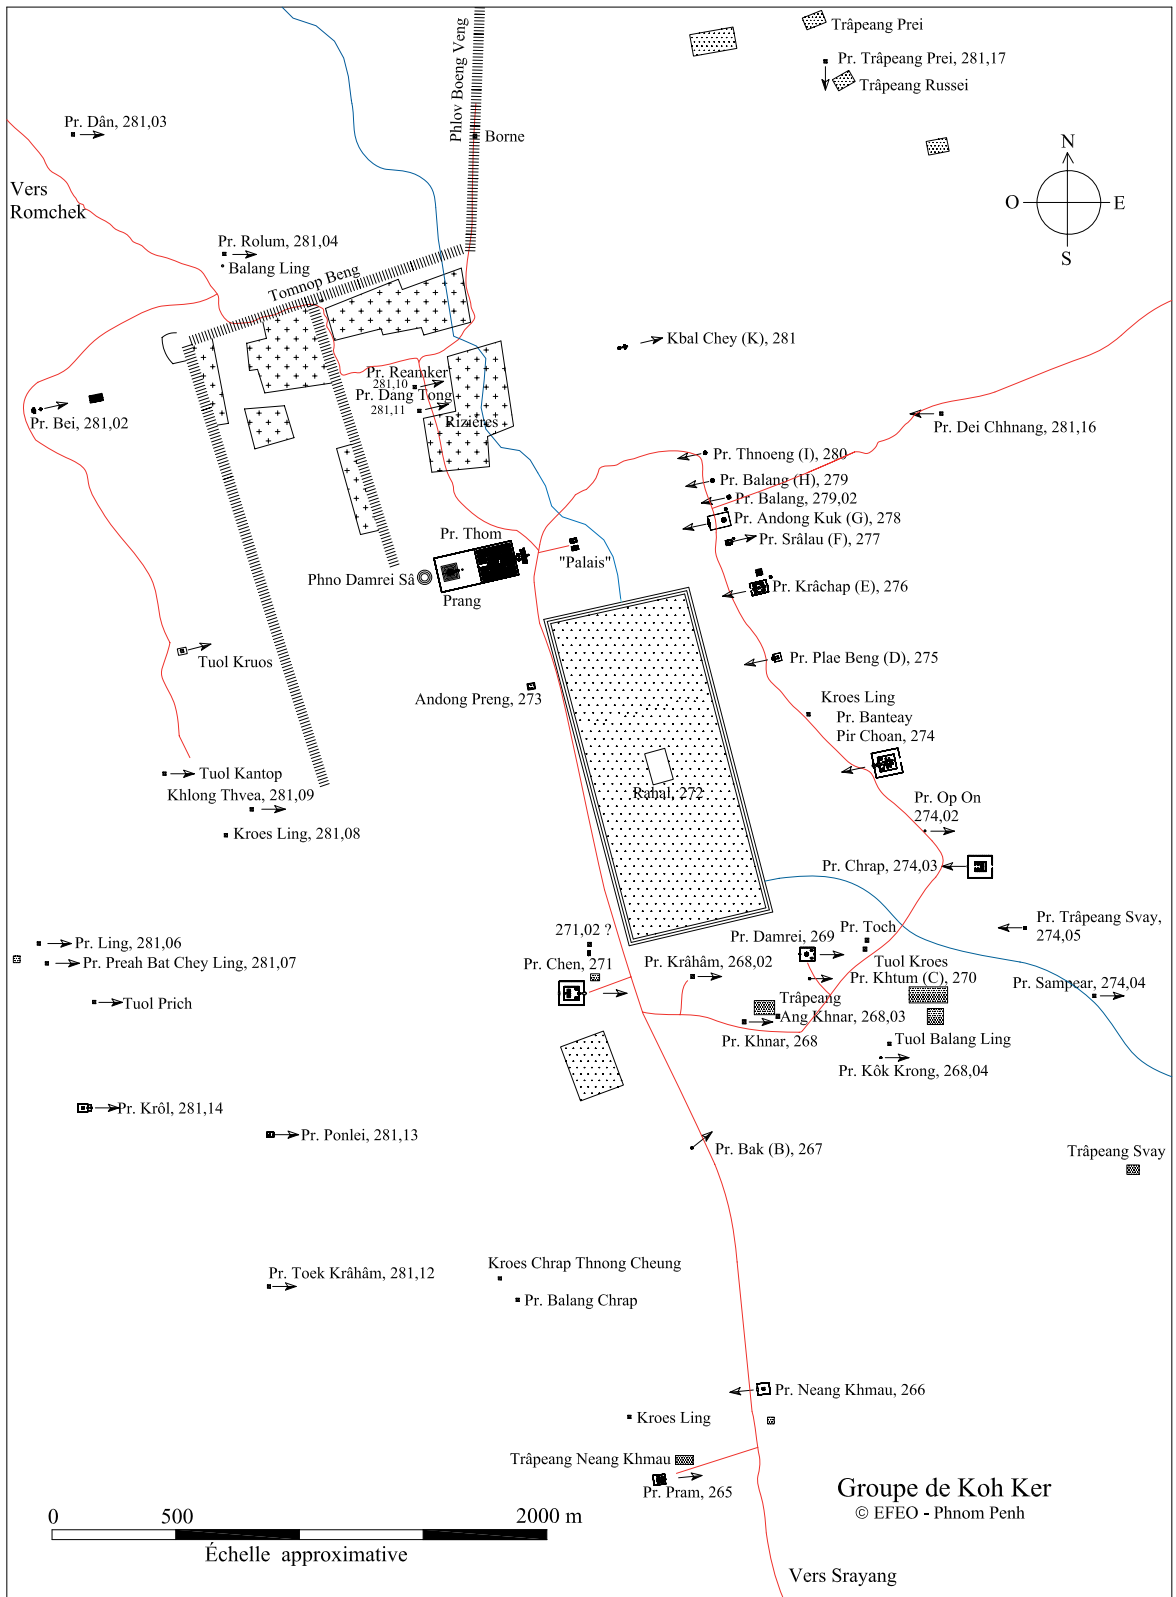 Trâpeang Prei
Pr. Trâpeang Prei, 281,17
Trâpeang Russei
Phlov Boeng Veng
Borne
Pr. Dân, 281,03
N
O
E
S
Vers
Romchek
Pr. Rolum, 281,04
Balang Ling
Tomnop Beng
Kbal Chey (K), 281
Pr. Reamker
281,10
Pr. Dang Tong
281,11
Rizières
Pr. Bei, 281,02
Pr. Dei Chhnang, 281,16
Pr. Thnoeng (I), 280
Pr. Balang (H), 279
Pr. Balang, 279,02
Pr. Andong Kuk (G), 278
Pr. Srâlau (F), 277
Pr. Thom
"Palais"
Phno Damrei Sâ
Prang
Pr. Krâchap (E), 276
Tuol Kruos
Pr. Plae Beng (D), 275
Andong Preng, 273
Kroes Ling
Pr. Banteay
Pir Choan, 274
Tuol Kantop
Khlong Thvea, 281,09
Rahal, 272
Kroes Ling, 281,08
Pr. Op On
274,02
Pr. Chrap, 274,03
Pr. Trâpeang Svay,
274,05
271,02 ?
Pr. Toch
Pr. Damrei, 269
Pr. Ling, 281,06
Pr. Preah Bat Chey Ling, 281,07
Pr. Chen, 271
Pr. Krâhâm, 268,02
Tuol Kroes
Pr. Khtum (C), 270
Pr. Sampear, 274,04
Tuol Prich
Trâpeang
Ang Khnar, 268,03
Pr. Khnar, 268
Tuol Balang Ling
Pr. Kôk Krong, 268,04
Pr. Krôl, 281,14
Pr. Ponlei, 281,13
Pr. Bak (B), 267
Trâpeang Svay
Pr. Toek Krâhâm, 281,12
Kroes Chrap Thnong Cheung
Pr. Balang Chrap
Pr. Neang Khmau, 266
Kroes Ling
Trâpeang Neang Khmau
Pr. Pram, 265
Groupe de Koh Ker
© EFEO - Phnom Penh
0 500 2000 m
Échelle approximative
Vers Srayang